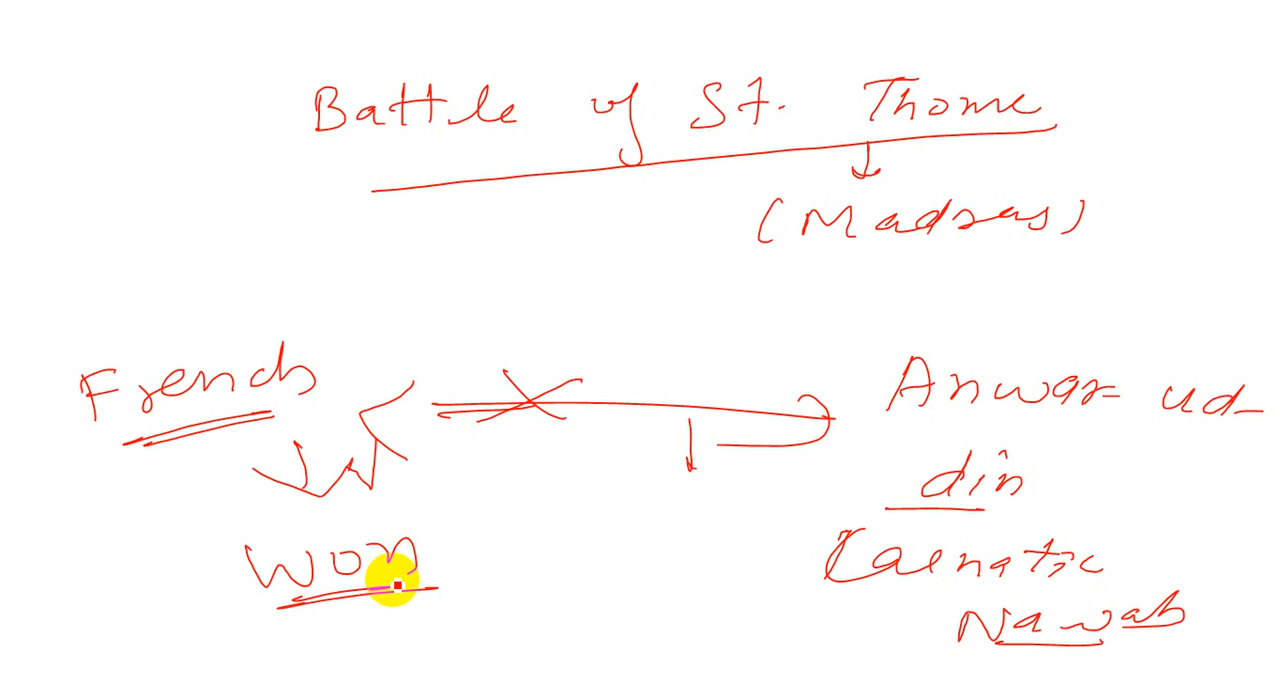 Battle of St. Thome
(Madras)
French
Anwar ud-
din
Won
Carnatic
Nawab